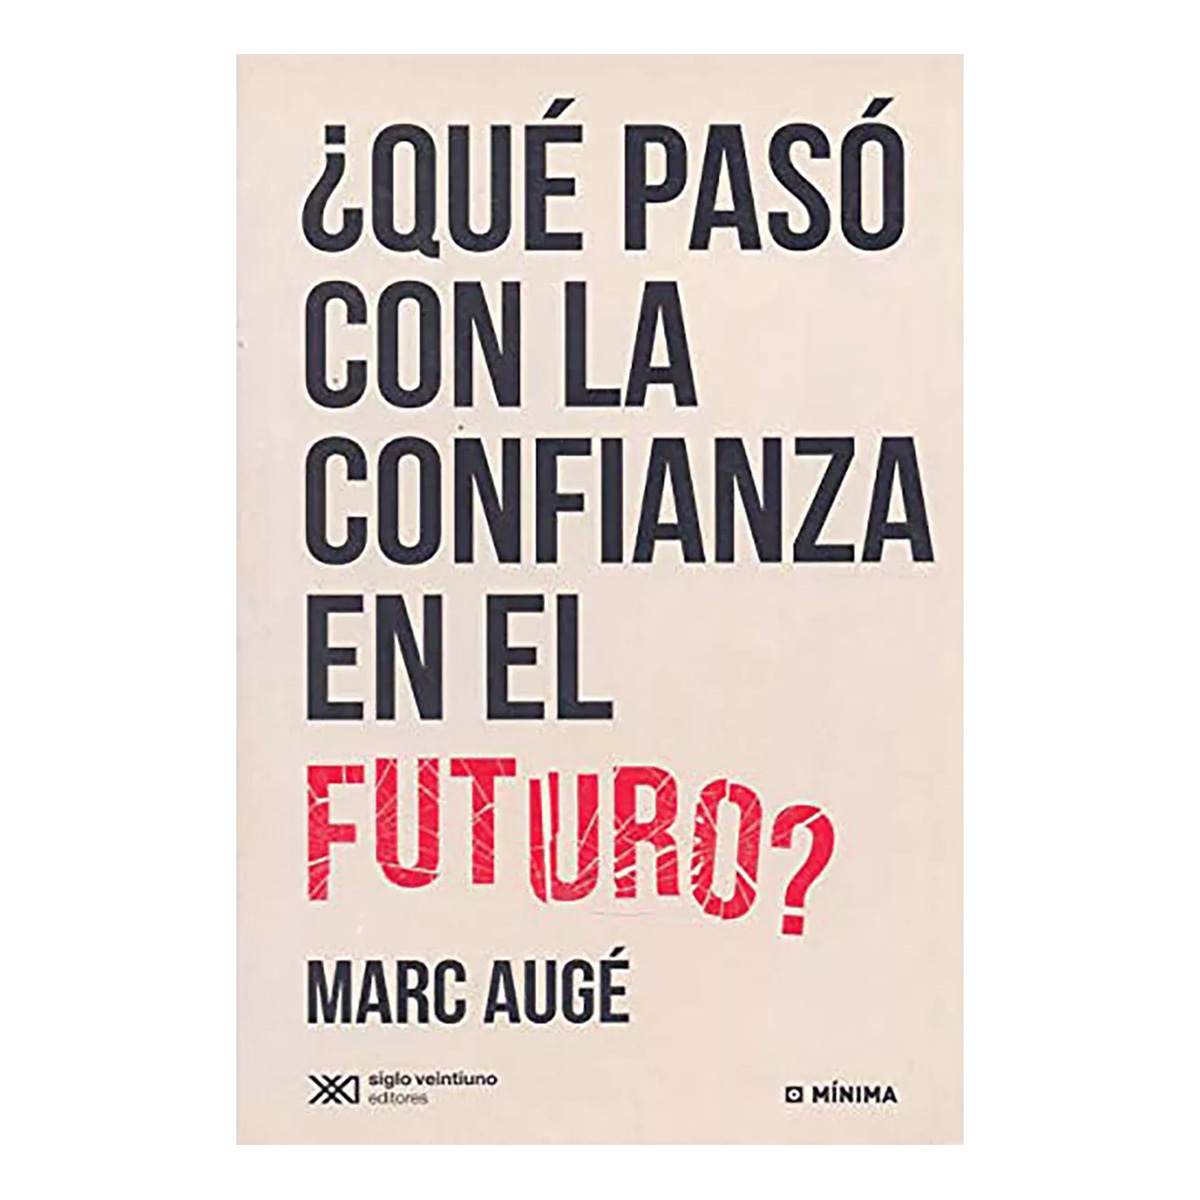 ¿QUÉ PASÓ
CON LA
CONFIANZA
EN EL
FUTURO?
MARC AUGÉ
siglo veintiuno
editores
MÍNIMA